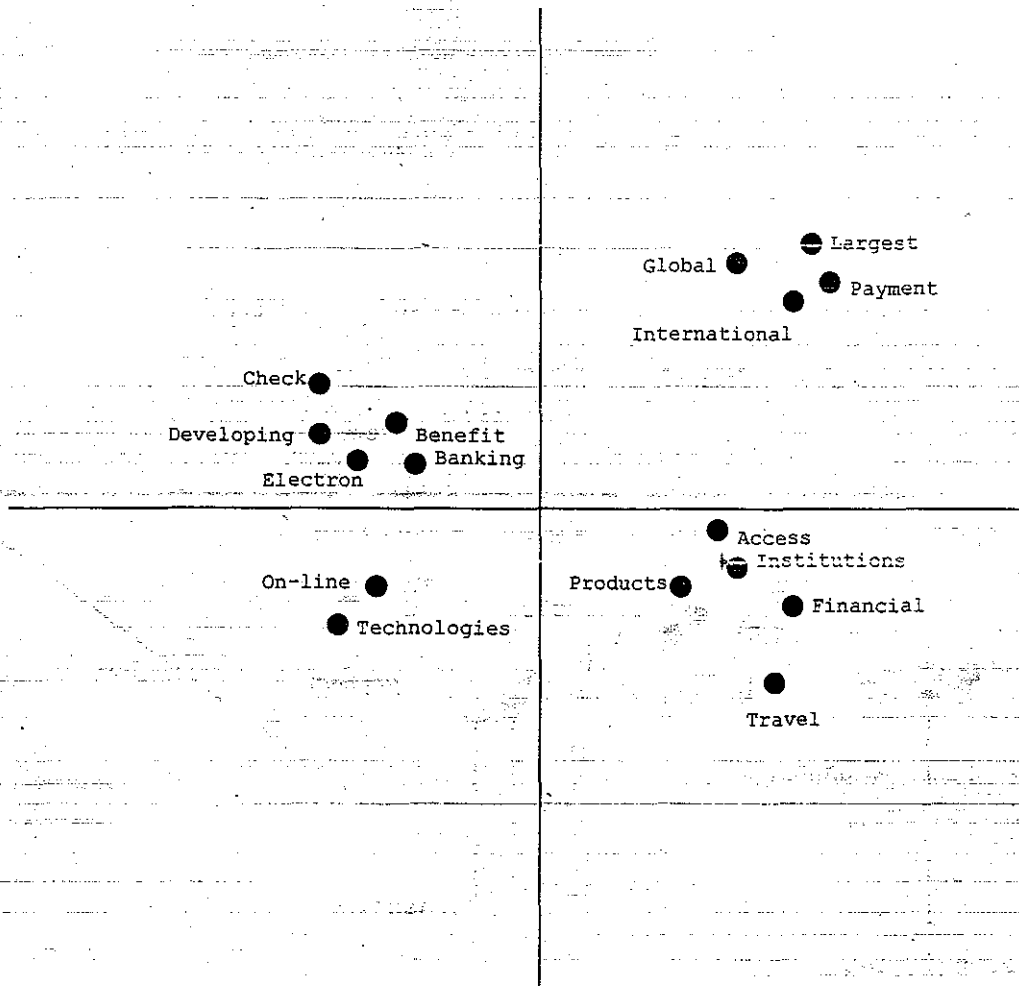 Largest
Global
Payment
International
Check
Developing
Benefit
Banking
Electron
Access
Institutions
On-line
Products
Financial
Technologies
Travel